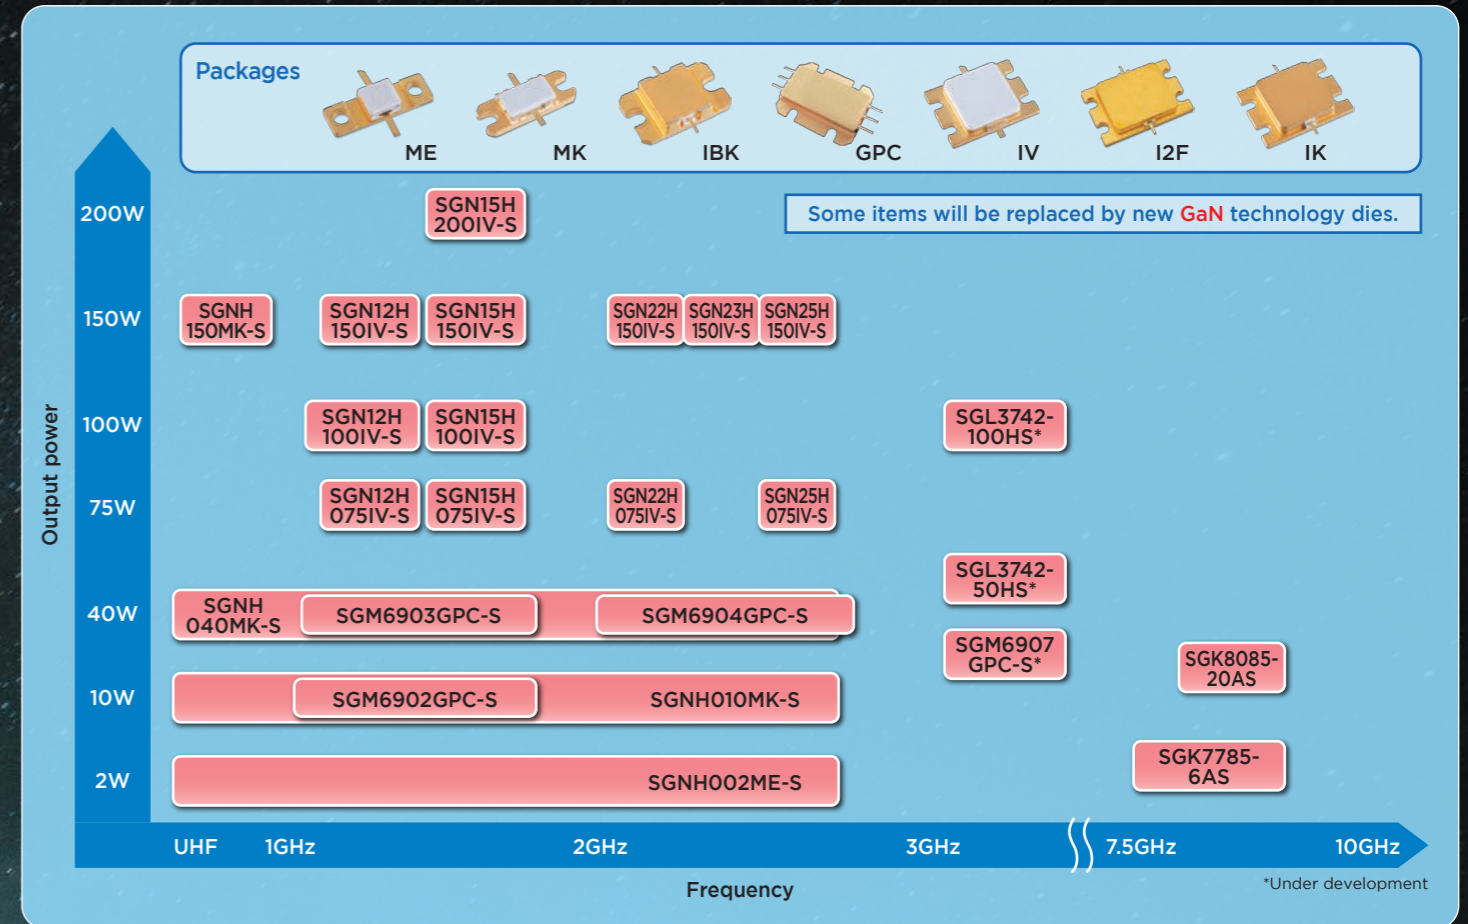 Packages
ME
MK
IBK
GPC
IV
I2F
IK
Some items will be replaced by new GaN technology dies.
Output power
200W
SGN15H
200IV-S
150W
SGNH
150MK-S
SGN12H
150IV-S
SGN15H
150IV-S
SGN22H
150IV-S
SGN23H
150IV-S
SGN25H
150IV-S
100W
SGN12H
100IV-S
SGN15H
100IV-S
SGL3742-
100HS*
75W
SGN12H
075IV-S
SGN15H
075IV-S
SGN22H
075IV-S
SGN25H
075IV-S
SGL3742-
50HS*
40W
SGNH
040MK-S
SGM6903GPC-S
SGM6904GPC-S
SGM6907
GPC-S*
SGK8085-
20AS
10W
SGM6902GPC-S
SGNH010MK-S
2W
SGNH002ME-S
SGK7785-
6AS
UHF
1GHz
2GHz
3GHz
7.5GHz
10GHz
Frequency
*Under development